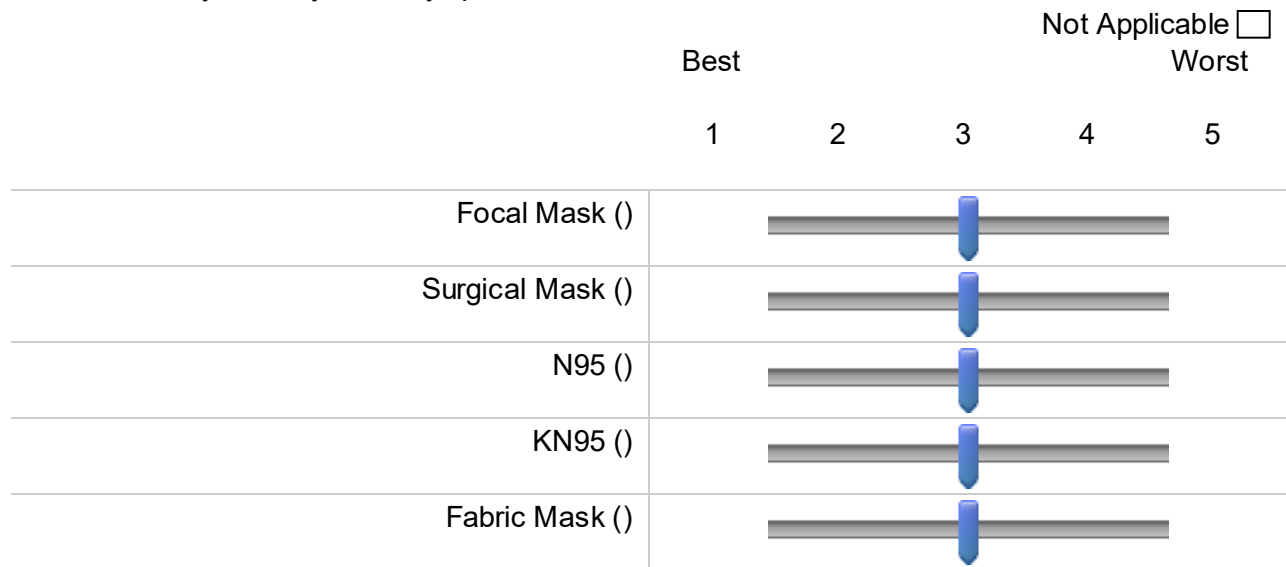 Not Applicable
Best Worst
1 2 3 4 5
Focal Mask ()
Surgical Mask ()
N95 ()
KN95 ()
Fabric Mask ()